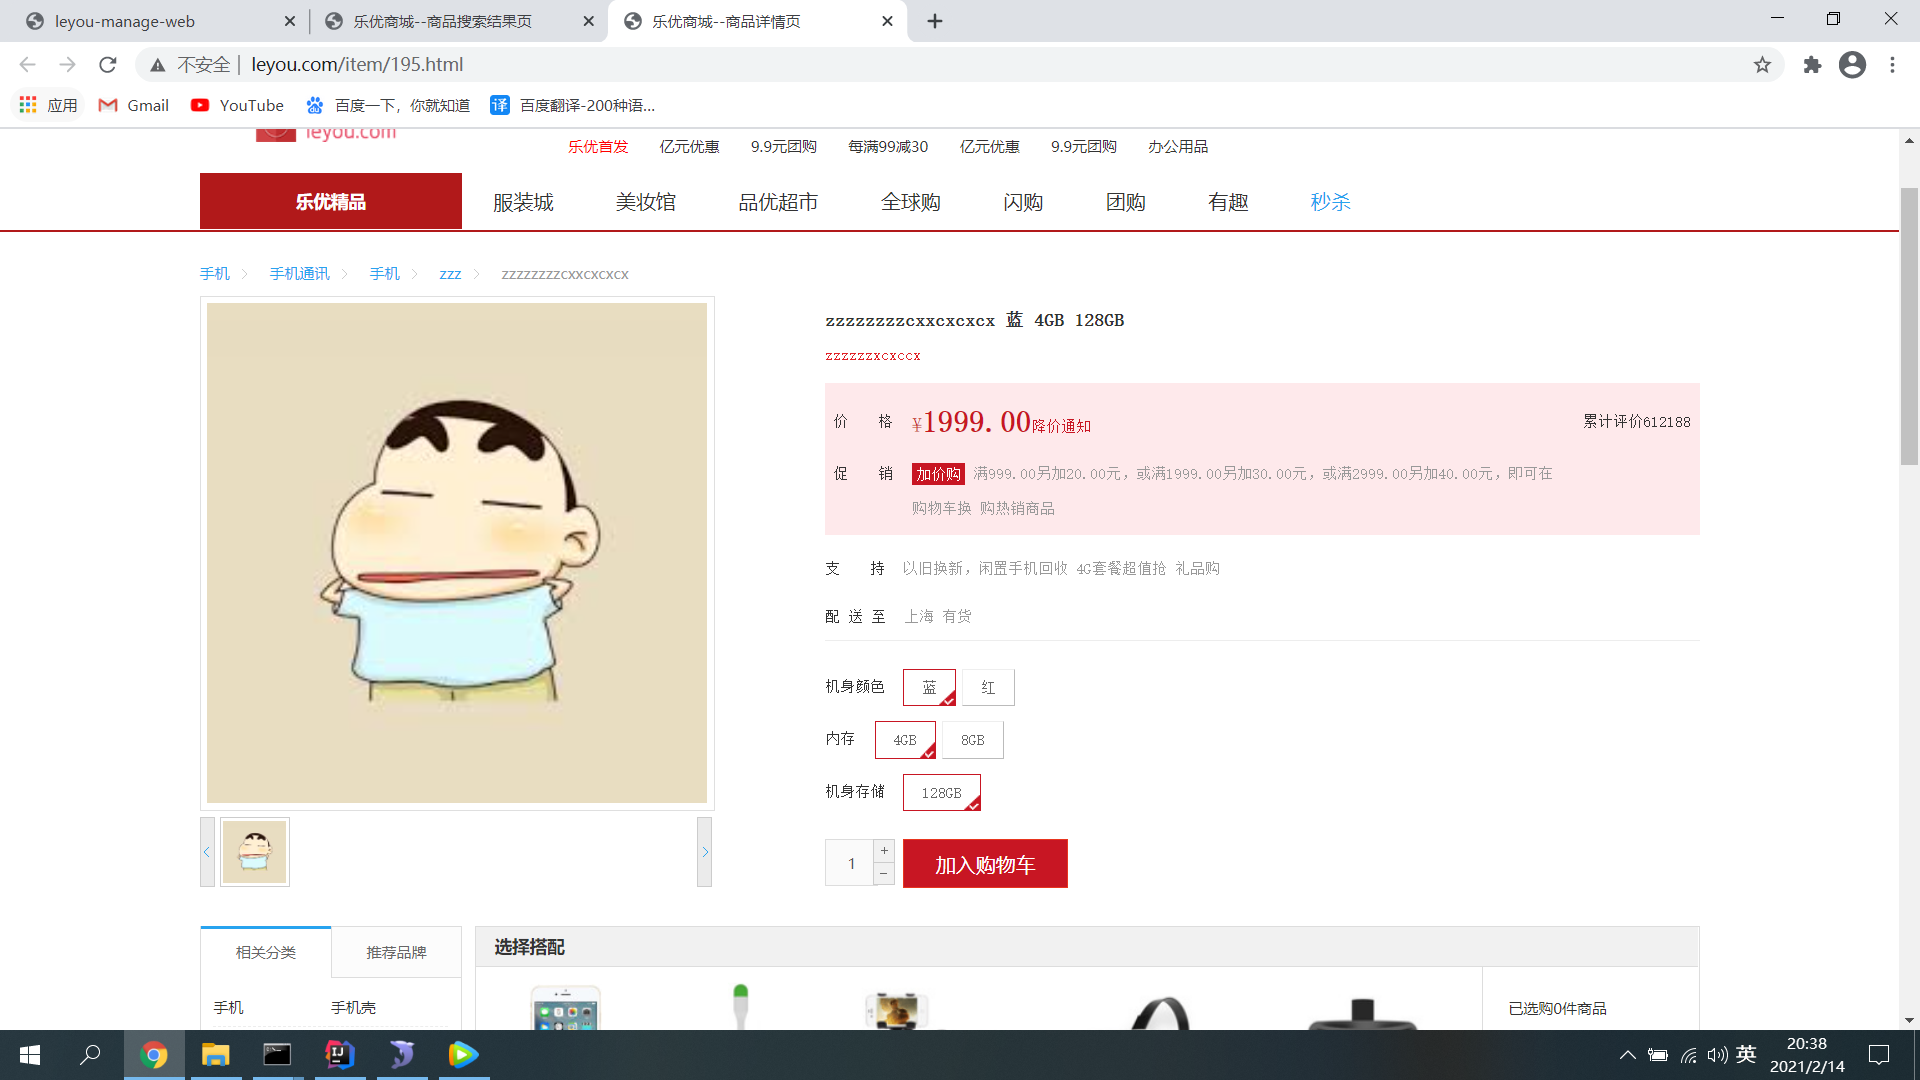 leyou-manage-web
乐优商城--商品搜索结果页
乐优商城--商品详情页
不安全 | leyou.com/item/195.html
应用
Gmail
YouTube
百度一下，你就知道
译
百度翻译-200种语...
leyou.com
乐优首发 亿元优惠 9.9元团购 每满99减30 亿元优惠 9.9元团购 办公用品
乐优精品 服装城 美妆馆 品优超市 全球购 闪购 团购 有趣 秒杀
手机 手机通讯 手机 zzz zzzzzzzzcxxcxcxcx
zzzzzzzzcxxcxcxcx 蓝 4GB 128GB
zzzzzzxcxccx
价 格 ¥1999.00降价通知 累计评价612188
促 销 加价购 满999.00另加20.00元，或满1999.00另加30.00元，或满2999.00另加40.00元，即可在
购物车换 购热销商品
支 持 以旧换新，闲置手机回收 4G套餐超值抢 礼品购
配 送 至 上海 有货
机身颜色 蓝 红
内存 4GB 8GB
机身存储 128GB
1 + -
加入购物车
相关分类 推荐品牌
选择搭配
手机 手机壳
已选购0件商品
英
20:38
2021/2/14